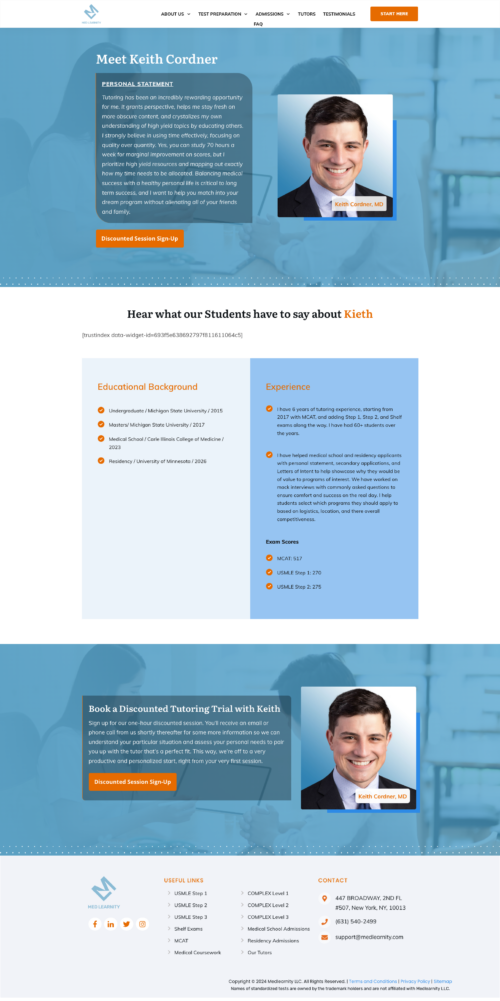 ABOUT US
TEST PREPARATION
ADMISSIONS
TUTORS
TESTIMONIALS
FAQ
START HERE
MEDLEARNITY
Meet Keith Cordner
PERSONAL STATEMENT
Tutoring has been an incredibly rewarding opportunity
for me, it grants perspective, helps me stay fresh on
more obscure content, and crystalizes my own
understanding of high yield topics by educating others.
I strongly believe in using time effectively, focusing on
quality over quantity. Yes, you can study 70 hours a
week for marginal improvement on scores, but I
prioritize high yield resources and mapping out exactly
how my time needs to be allocated. Balancing medical
success with a healthy personal life is critical to long
term success, and I want to help you match into your
dream program without alienating all of your friends
and family.
Discounted Session Sign-Up
Keith Cordner, MD
Hear what our Students have to say about Kieth
[trustindex data-widget-id=693f5e638692797f811611064c5]
Educational Background
Undergraduate / Michigan State University / 2015
Masters/ Michigan State University / 2017
Medical School / Carle Illinois College of Medicine /
2023
Residency / University of Minnesota / 2026
Experience
I have 6 years of tutoring experience, starting from
2017 with MCAT, and adding Step 1, Step 2, and Shelf
exams along the way. I have had 60+ students over
the years.
I have helped medical school and residency applicants
with personal statement, secondary applications, and
Letters of Intent to help showcase why they would be
of value to programs of interest. We have worked on
mock interviews with commonly asked questions to
ensure comfort and success on the real day. I help
students select which programs they should apply to
based on logistics, location, and there overall
competitiveness.
Exam Scores
MCAT: 517
USMLE Step 1: 270
USMLE Step 2: 275
Book a Discounted Tutoring Trial with Keith
Sign up for our one-hour discounted session. You'll receive an email or
phone call from us shortly thereafter for some more information so we can
understand your particular situation and assess your personal needs to pair
you up with the tutor that's a perfect fit. This way, we're off to a very
productive and personalized start, right from your very first session.
Discounted Session Sign-Up
Keith Cordner, MD
MEDLEARNITY
USEFUL LINKS
USMLE Step 1
USMLE Step 2
USMLE Step 3
Shelf Exams
MCAT
Medical Coursework
COMPLEX Level 1
COMPLEX Level 2
COMPLEX Level 3
Medical School Admissions
Residency Admissions
Our Tutors
CONTACT
447 BROADWAY, 2ND FL
#507, New York, NY, 10013
(631) 540-2499
support@medlearnity.com
Copyright © 2024 Medlearnity LLC. All Rights Reserved. | Terms and Conditions | Privacy Policy | Sitemap
Names of standardized tests are owned by the trademark holders and are not affiliated with Medlearnity LLC.